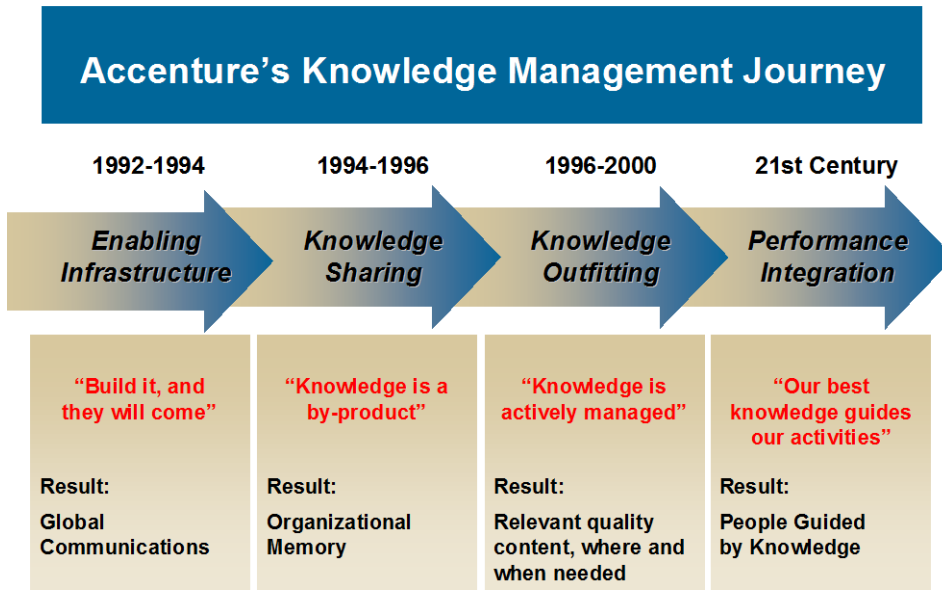 Accenture’s Knowledge Management Journey
1992-1994
1994-1996
1996-2000
21st Century
Enabling
Infrastructure
Knowledge
Sharing
Knowledge
Outfitting
Performance
Integration
“Build it, and
they will come”
Result:
Global
Communications
“Knowledge is a
by-product”
Result:
Organizational
Memory
“Knowledge is
actively managed”
Result:
Relevant quality
content, where and
when needed
“Our best
knowledge guides
our activities”
Result:
People Guided
by Knowledge